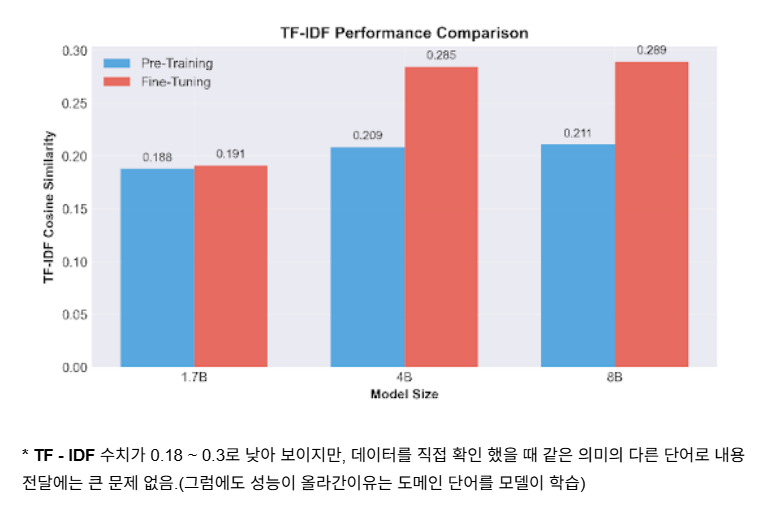 TF-IDF Performance Comparison
Pre-Training
Fine-Tuning
TF-IDF Cosine Similarity
0.30
0.25
0.20
0.15
0.10
0.05
0.00
0.188
0.191
0.209
0.285
0.211
0.289
1.7B
4B
8B
Model Size
* TF - IDF 수치가 0.18 ~ 0.3로 낮아 보이지만, 데이터를 직접 확인 했을 때 같은 의미의 다른 단어로 내용
전달에는 큰 문제 없음.(그럼에도 성능이 올라간이유는 도메인 단어를 모델이 학습)